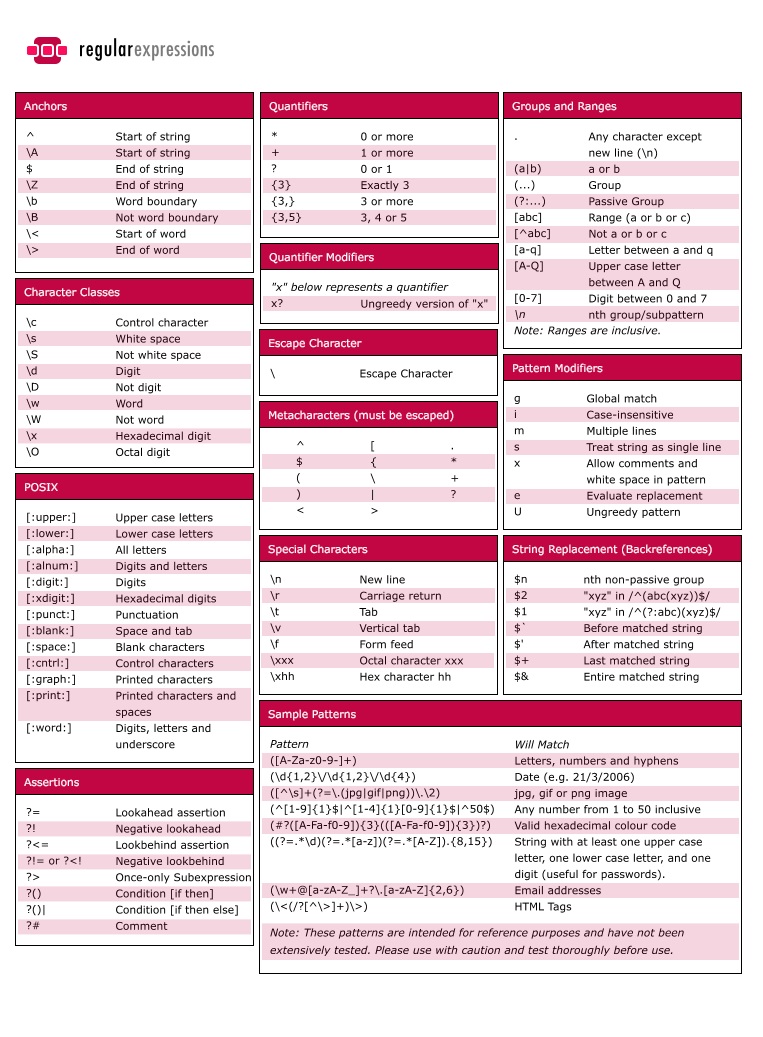 regularexpressions
Anchors
^ Start of string
\A Start of string
$ End of string
\Z End of string
\b Word boundary
\B Not word boundary
\< Start of word
\> End of word
Character Classes
\c Control character
\s White space
\S Not white space
\d Digit
\D Not digit
\w Word
\W Not word
\x Hexadecimal digit
\O Octal digit
POSIX
[:upper:] Upper case letters
[:lower:] Lower case letters
[:alpha:] All letters
[:alnum:] Digits and letters
[:digit:] Digits
[:xdigit:] Hexadecimal digits
[:punct:] Punctuation
[:blank:] Space and tab
[:space:] Blank characters
[:cntrl:] Control characters
[:graph:] Printed characters
[:print:] Printed characters and
spaces
[:word:] Digits, letters and
underscore
Assertions
?= Lookahead assertion
?! Negative lookahead
?<= Lookbehind assertion
?!= or ?<! Negative lookbehind
?> Once-only Subexpression
?() Condition [if then]
?()| Condition [if then else]
?# Comment
Quantifiers
* 0 or more
+ 1 or more
? 0 or 1
{3} Exactly 3
{3,} 3 or more
{3,5} 3, 4 or 5
Quantifier Modifiers
"x" below represents a quantifier
x? Ungreedy version of "x"
Escape Character
\ Escape Character
Metacharacters (must be escaped)
^ [ .
$ { *
( \ +
) | ?
< >
Special Characters
\n New line
\r Carriage return
\t Tab
\v Vertical tab
\f Form feed
\xxx Octal character xxx
\xhh Hex character hh
Groups and Ranges
. Any character except
new line (\n)
(a|b) a or b
(...) Group
(?:...) Passive Group
[abc] Range (a or b or c)
[^abc] Not a or b or c
[a-q] Letter between a and q
[A-Q] Upper case letter
between A and Q
[0-7] Digit between 0 and 7
\n nth group/subpattern
Note: Ranges are inclusive.
Pattern Modifiers
g Global match
i Case-insensitive
m Multiple lines
s Treat string as single line
x Allow comments and
white space in pattern
e Evaluate replacement
U Ungreedy pattern
String Replacement (Backreferences)
$n nth non-passive group
$2 "xyz" in /^(abc(xyz))$/
$1 "xyz" in /^(?:abc)(xyz)$/
$` Before matched string
$' After matched string
$+ Last matched string
$& Entire matched string
Sample Patterns
Pattern Will Match
([A-Za-z0-9-]+) Letters, numbers and hyphens
(\d{1,2}\/\d{1,2}\/\d{4}) Date (e.g. 21/3/2006)
([^\s]+(?=\.(jpg|gif|png))\.\2) jpg, gif or png image
(^[1-9]{1}$|^[1-4]{1}[0-9]{1}$|^50$) Any number from 1 to 50 inclusive
(#?([A-Fa-f0-9]){3}(([A-Fa-f0-9]){3})?) Valid hexadecimal colour code
((?=.*\d)(?=.*[a-z])(?=.*[A-Z]).{8,15}) String with at least one upper case
letter, one lower case letter, and one
digit (useful for passwords).
(\w+@[a-zA-Z_]+?\.[a-zA-Z]{2,6}) Email addresses
(\<(/?[^\>]+)\>) HTML Tags
Note: These patterns are intended for reference purposes and have not been
extensively tested. Please use with caution and test thoroughly before use.